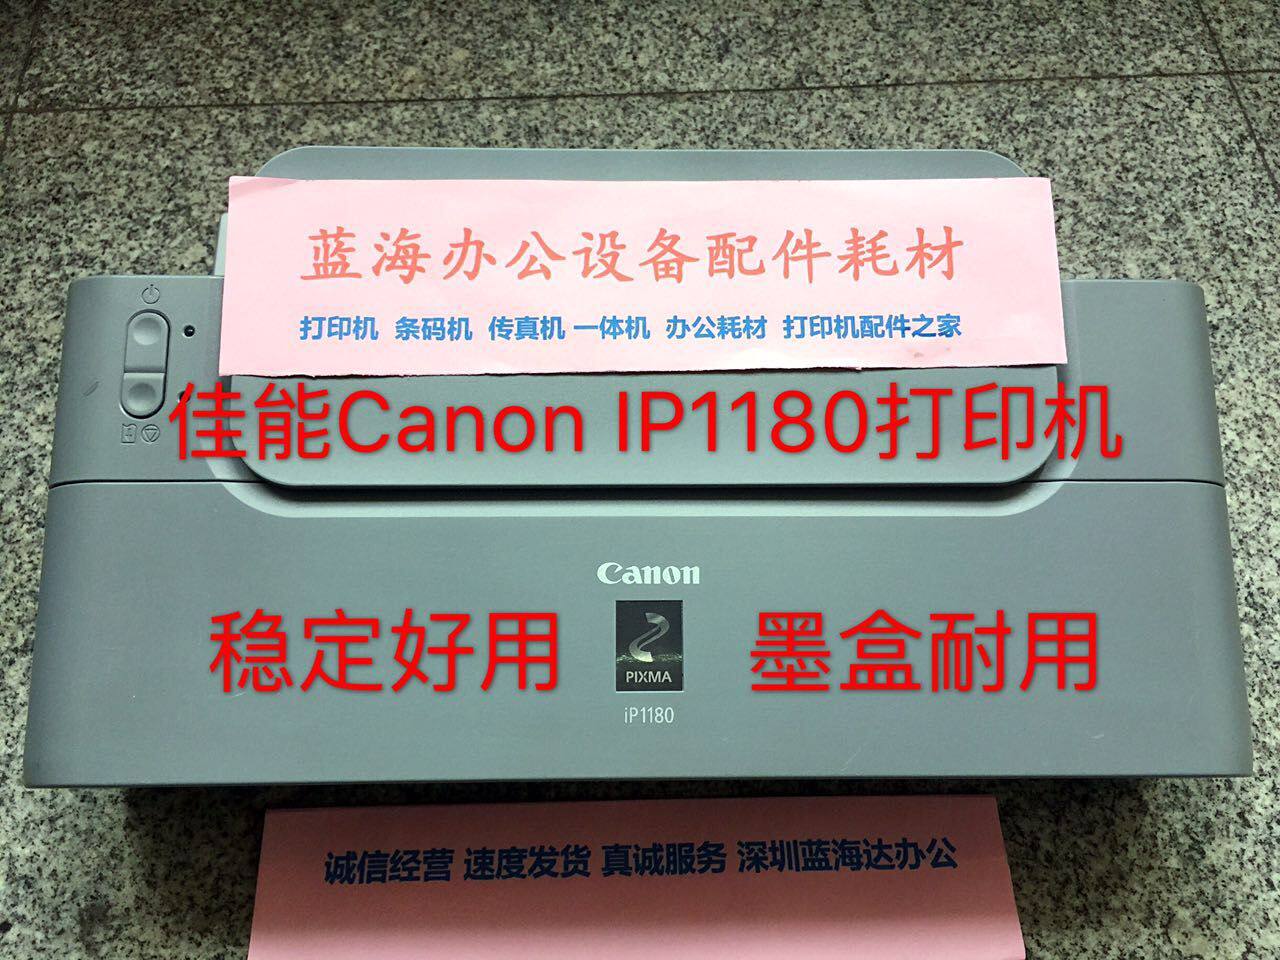 蓝海办公设备配件耗材
打印机 条码机 传真机 一体机 办公耗材 打印机配件之家
佳能Canon IP1180打印机
Canon
稳定好用 墨盒耐用
PIXMA
iP1180
诚信经营 速度发货 真诚服务 深圳蓝海达办公